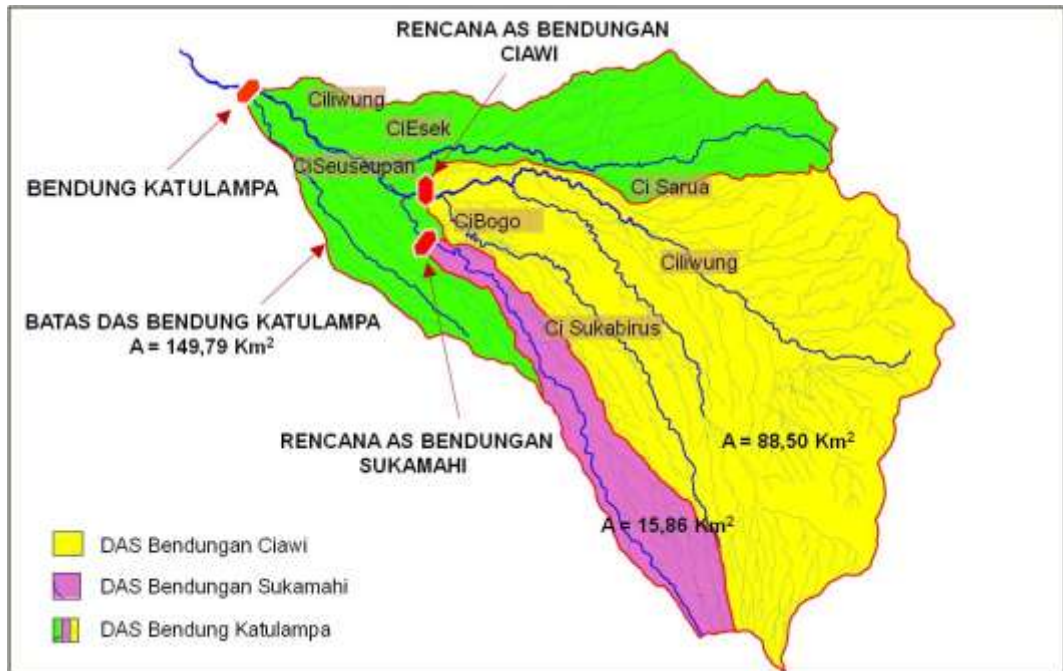 RENCANA AS BENDUNGAN
CIAWI
Ciliwung
CiEsek
CiSeuseupan
BENDUNG KATULAMPA
Ci Sarua
CiBogo
Ciliwung
BATAS DAS BENDUNG KATULAMPA
A = 149,79 Km²
Ci Sukabirus
RENCANA AS BENDUNGAN
SUKAMAHI
A = 88,50 Km²
A = 15,86 Km²
DAS Bendungan Ciawi
DAS Bendungan Sukamahi
DAS Bendung Katulampa